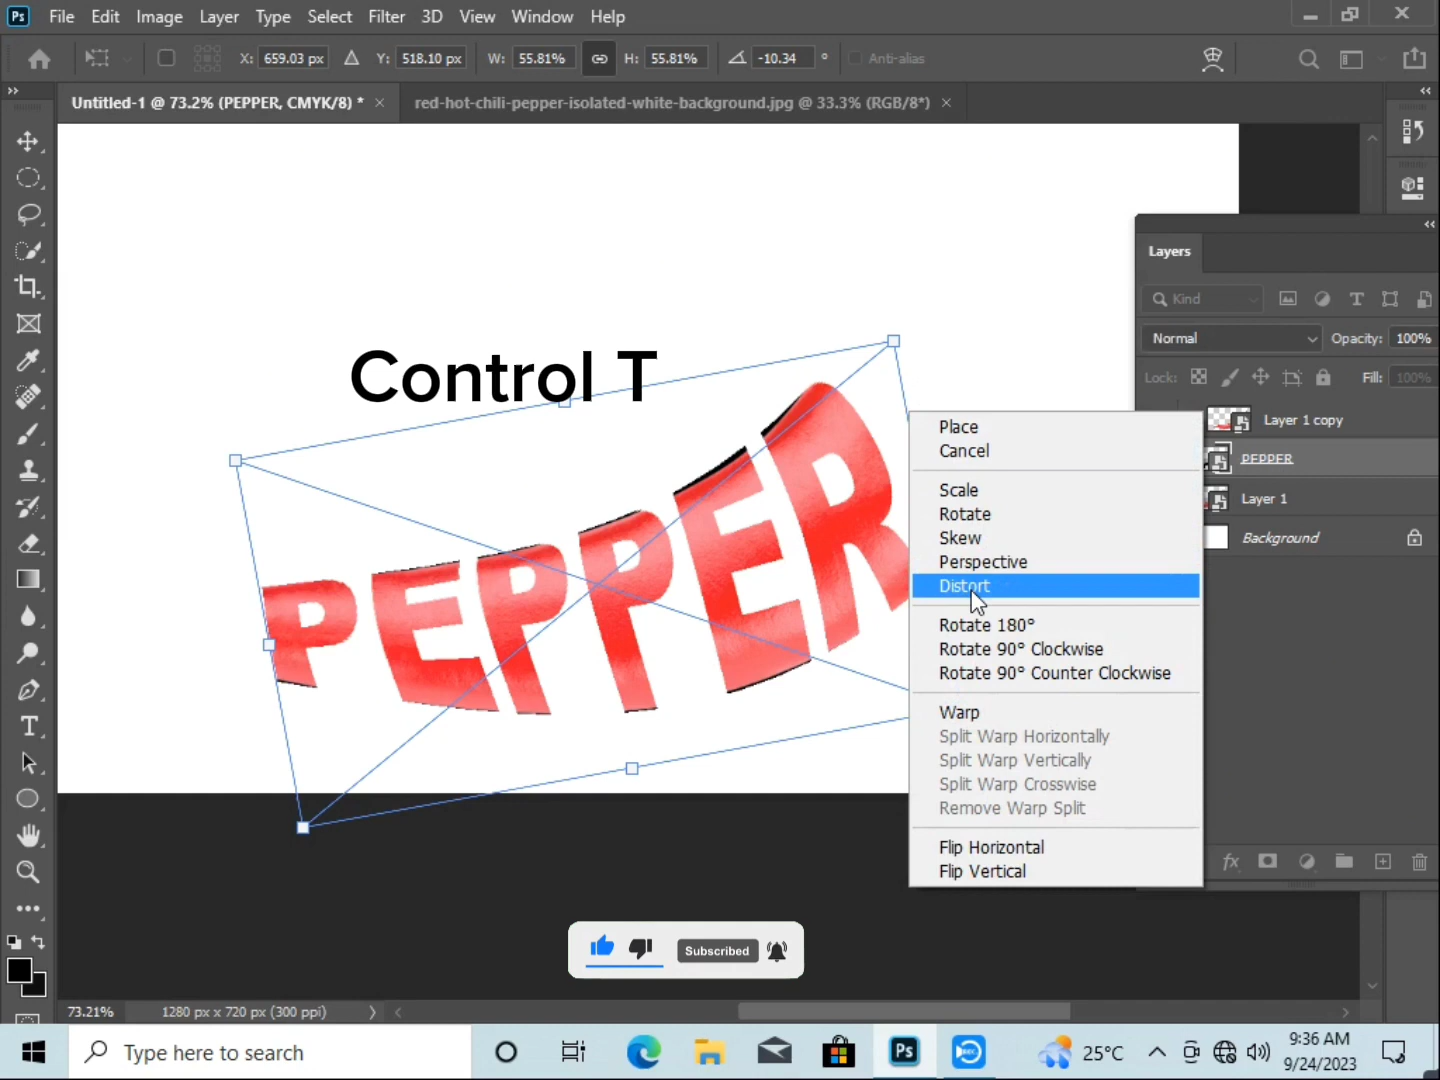 Ps File Edit Image Layer Type Select Filter 3D View Window Help
X: 659.03 px Y: 518.10 px W: 55.81% H: 55.81% -10.34 ° Anti-alias
Untitled-1 @ 73.2% (PEPPER, CMYK/8) * × red-hot-chili-pepper-isolated-white-background.jpg @ 33.3% (RGB/8*) ×
Layers
Kind
Normal Opacity: 100%
Lock: Fill: 100%
Layer 1 copy
PEPPER
Layer 1
Background
Control T
PEPPER
Place
Cancel
Scale
Rotate
Skew
Perspective
Distort
Rotate 180°
Rotate 90° Clockwise
Rotate 90° Counter Clockwise
Warp
Split Warp Horizontally
Split Warp Vertically
Split Warp Crosswise
Remove Warp Split
Flip Horizontal
Flip Vertical
fx
Subscribed
73.21% 1280 px x 720 px (300 ppi)
Type here to search
Ps
REC
25°C
9:36 AM
9/24/2023